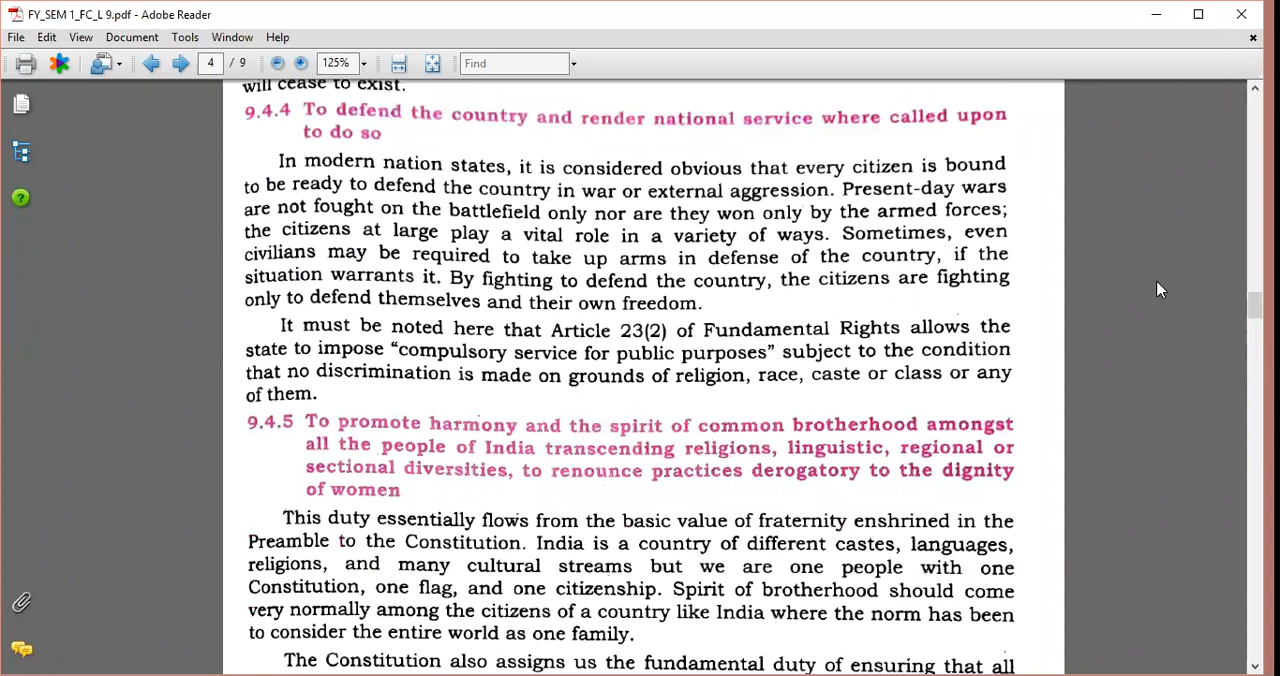 FY_SEM 1_FC_L 9.pdf - Adobe Reader
File Edit View Document Tools Window Help
4 / 9 125% Find
will cease to exist.
9.4.4 To defend the country and render national service where called upon
to do so
In modern nation states, it is considered obvious that every citizen is bound
to be ready to defend the country in war or external aggression. Present-day wars
are not fought on the battlefield only nor are they won only by the armed forces;
the citizens at large play a vital role in a variety of ways. Sometimes, even
civilians may be required to take up arms in defense of the country, if the
situation warrants it. By fighting to defend the country, the citizens are fighting
only to defend themselves and their own freedom.
It must be noted here that Article 23(2) of Fundamental Rights allows the
state to impose “compulsory service for public purposes” subject to the condition
that no discrimination is made on grounds of religion, race, caste or class or any
of them.
9.4.5 To promote harmony and the spirit of common brotherhood amongst
all the people of India transcending religions, linguistic, regional or
sectional diversities, to renounce practices derogatory to the dignity
of women
This duty essentially flows from the basic value of fraternity enshrined in the
Preamble to the Constitution. India is a country of different castes, languages,
religions, and many cultural streams but we are one people with one
Constitution, one flag, and one citizenship. Spirit of brotherhood should come
very normally among the citizens of a country like India where the norm has been
to consider the entire world as one family.
The Constitution also assigns us the fundamental duty of ensuring that all